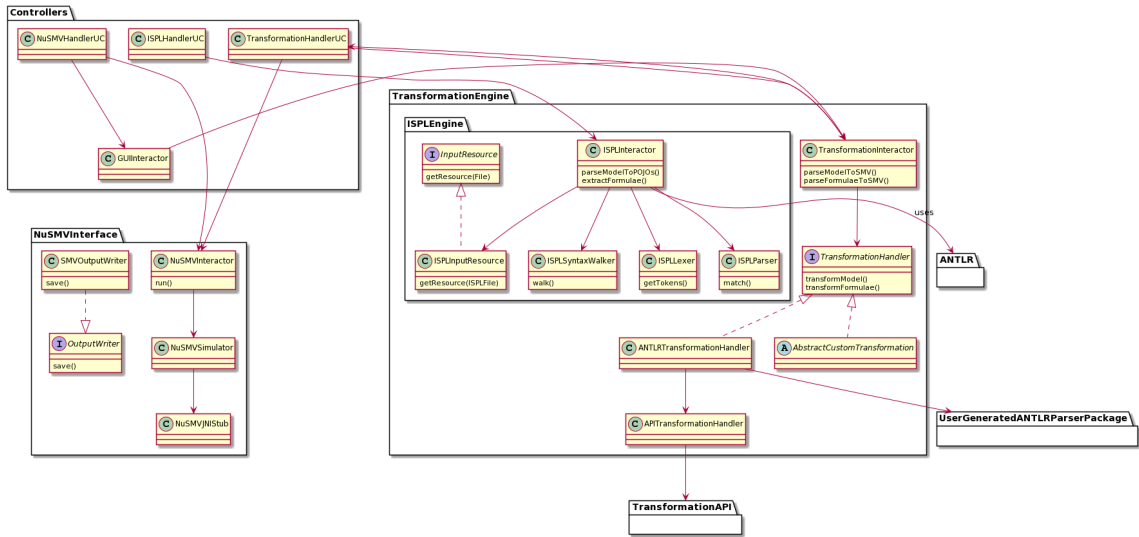 Controllers
C NuSMVHandlerUC
C ISPLHandlerUC
C TransformationHandlerUC
C GUIInteractor
TransformationEngine
ISPLEngine
I InputResource
getResource(File)
C ISPLInteractor
parseModelToPOJOs()
extractFormulae()
C TransformationInteractor
parseModelToSMV()
parseFormulaeToSMV()
uses
NuSMVInterface
C SMVOutputWriter
save()
C NuSMVInteractor
run()
C ISPLInputResource
getResource(ISPLFile)
C ISPLSyntaxWalker
walk()
C ISPLLexer
getTokens()
C ISPLParser
match()
I TransformationHandler
transformModel()
transformFormulae()
ANTLR
I OutputWriter
save()
C NuSMVSimulator
C ANTLRTransformationHandler
A AbstractCustomTransformation
C NuSMVJNIStub
C APITransformationHandler
UserGeneratedANTLRParserPackage
TransformationAPI